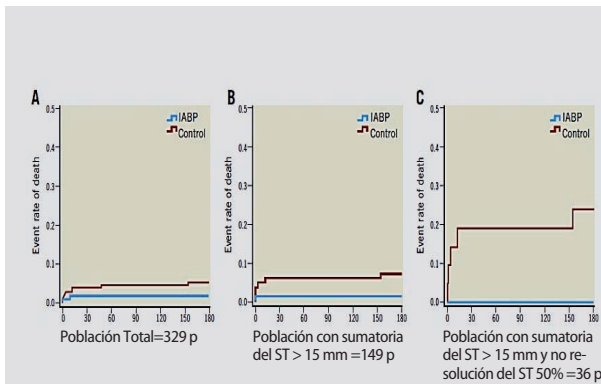 A
B
C
IABP
Control
IABP
Control
IABP
Control
Event rate of death
0.5
0.4
0.3
0.2
0.1
0.0
0 30 60 90 120 150 180
Event rate of death
0.5
0.4
0.3
0.2
0.1
0.0
0 30 60 90 120 150 180
Event rate of death
0.5
0.4
0.3
0.2
0.1
0.0
0 30 60 90 120 150 180
Población Total=329 p
Población con sumatoria
del ST > 15 mm =149 p
Población con sumatoria
del ST > 15 mm y no re-
solución del ST 50% =36 p